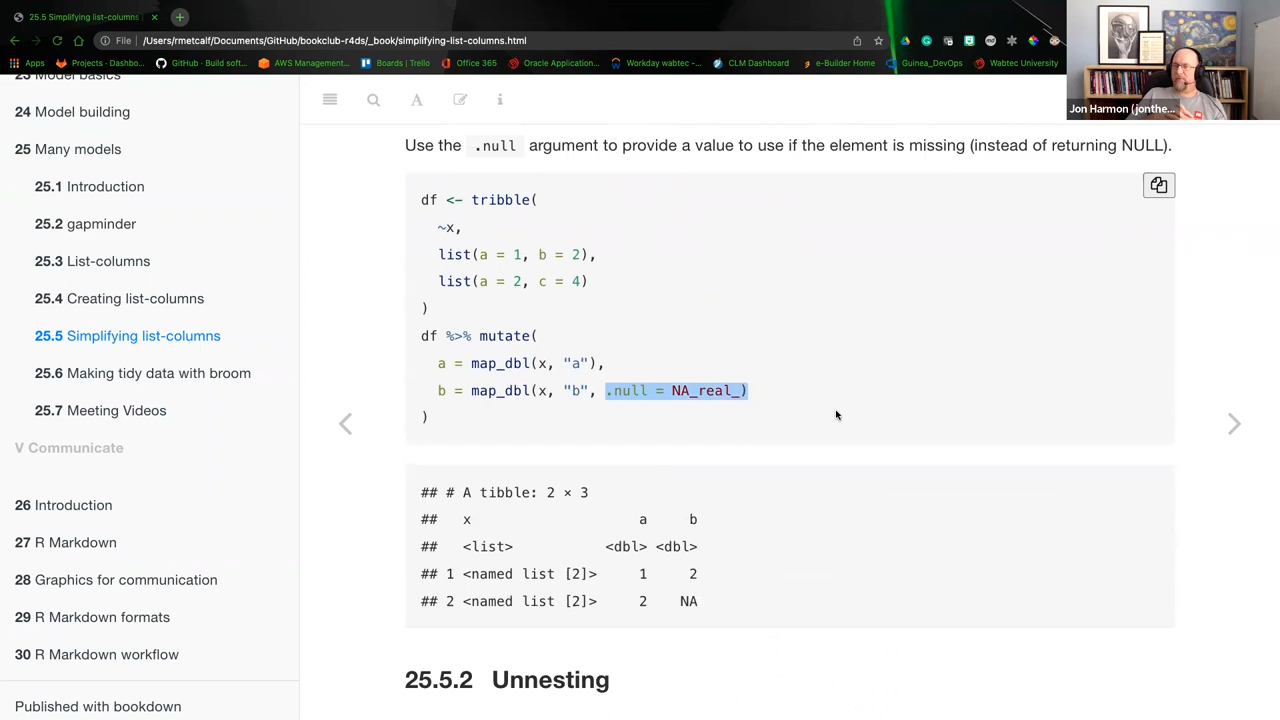 25.5 Simplifying list-columns
File /Users/rmetcalf/Documents/GitHub/bookclub-r4ds/_book/simplifying-list-columns.html
Apps Projects - Dashbo... GitHub · Build soft... AWS Management... Boards | Trello Office 365 Oracle Application... Workday wabtec -... CLM Dashboard e-Builder Home Guinea_DevOps Wabtec University
Jon Harmon (jonthe...
23 Model basics
24 Model building
25 Many models
25.1 Introduction
25.2 gapminder
25.3 List-columns
25.4 Creating list-columns
25.5 Simplifying list-columns
25.6 Making tidy data with broom
25.7 Meeting Videos
V Communicate
26 Introduction
27 R Markdown
28 Graphics for communication
29 R Markdown formats
30 R Markdown workflow
Published with bookdown
Use the .null argument to provide a value to use if the element is missing (instead of returning NULL).
df <- tribble(
~x,
list(a = 1, b = 2),
list(a = 2, c = 4)
)
df %>% mutate(
a = map_dbl(x, "a"),
b = map_dbl(x, "b", .null = NA_real_)
)
## # A tibble: 2 × 3
## x a b
## <list> <dbl> <dbl>
## 1 <named list [2]> 1 2
## 2 <named list [2]> 2 NA
25.5.2 Unnesting